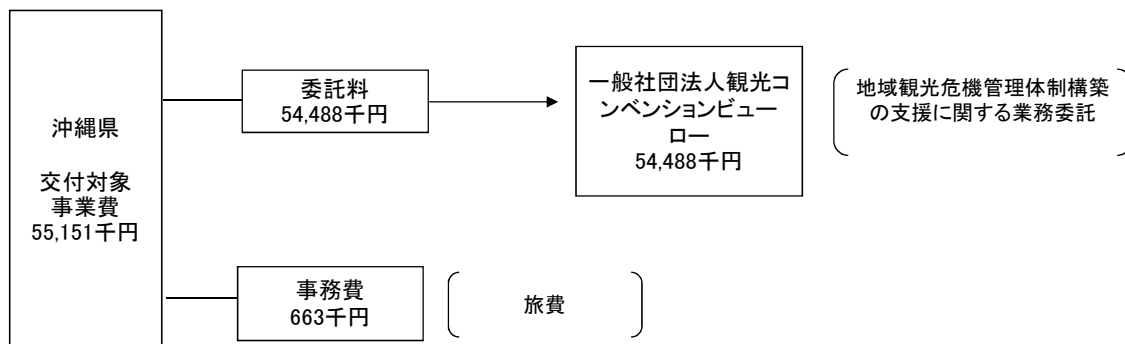 沖縄県
交付対象
事業費
55,151千円
委託料
54,488千円
一般社団法人観光コ
ンベンションビュー
ロー
54,488千円
地域観光危機管理体制構築
の支援に関する業務委託
事務費
663千円
旅費